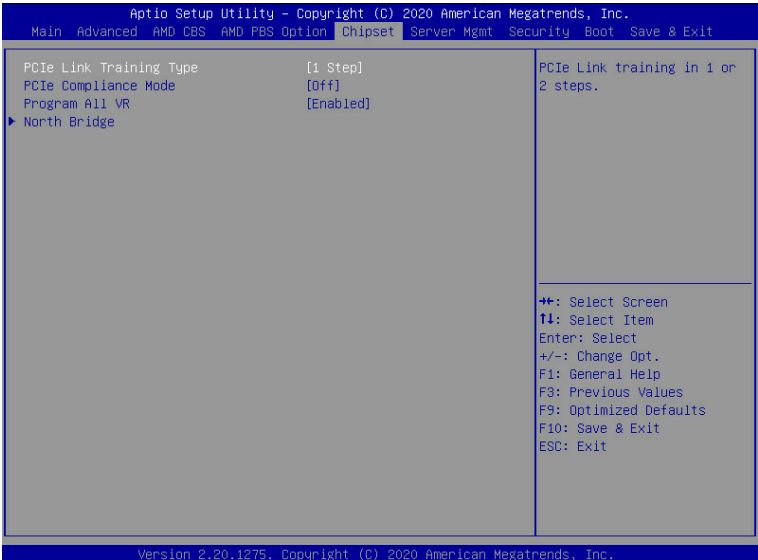 Aptio Setup Utility – Copyright (C) 2020 American Megatrends, Inc.
Main Advanced AMD CBS AMD PBS Option Chipset Server Mgmt Security Boot Save & Exit
PCIe Link Training Type [1 Step]
PCIe Compliance Mode [Off]
Program All VR [Enabled]
North Bridge
PCIe Link training in 1 or
2 steps.
→←: Select Screen
↑↓: Select Item
Enter: Select
+/-: Change Opt.
F1: General Help
F3: Previous Values
F9: Optimized Defaults
F10: Save & Exit
ESC: Exit
Version 2.20.1275. Copyright (C) 2020 American Megatrends, Inc.